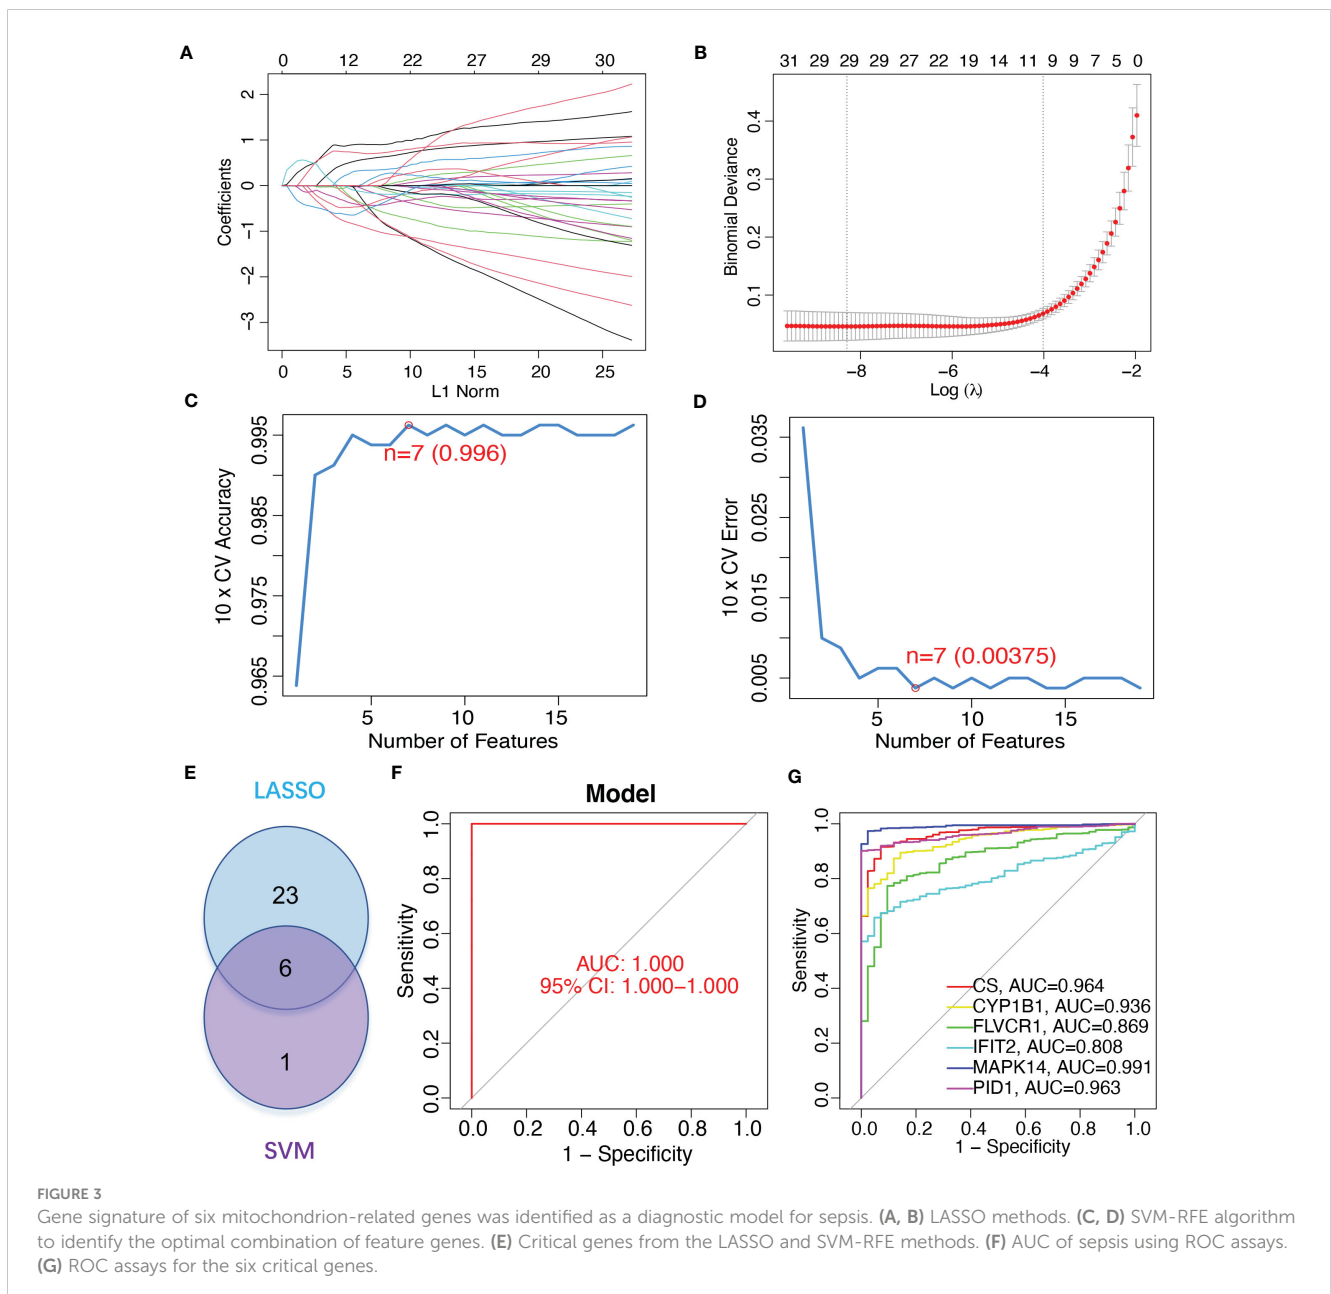 A
0 12 22 27 29 30
Coefficients
2
1
0
−1
−2
−3
0 5 10 15 20 25
L1 Norm
B
31 29 29 29 27 22 19 14 11 9 9 7 5 0
Binomial Deviance
0.4
0.3
0.2
0.1
−8 −6 −4 −2
Log (λ)
C
10 x CV Accuracy
0.995
0.985
0.975
0.965
n=7 (0.996)
5 10 15
Number of Features
D
10 x CV Error
0.035
0.025
0.015
0.005
n=7 (0.00375)
5 10 15
Number of Features
E
LASSO
23
6
1
SVM
F
Model
Sensitivity
1.0
0.8
0.6
0.4
0.2
0.0
AUC: 1.000
95% CI: 1.000–1.000
0.0 0.2 0.4 0.6 0.8 1.0
1 − Specificity
G
Sensitivity
1.0
0.8
0.6
0.4
0.2
0.0
CS, AUC=0.964
CYP1B1, AUC=0.936
FLVCR1, AUC=0.869
IFIT2, AUC=0.808
MAPK14, AUC=0.991
PID1, AUC=0.963
0.0 0.2 0.4 0.6 0.8 1.0
1 − Specificity
FIGURE 3
Gene signature of six mitochondrion-related genes was identified as a diagnostic model for sepsis. (A, B) LASSO methods. (C, D) SVM-RFE algorithm
to identify the optimal combination of feature genes. (E) Critical genes from the LASSO and SVM-RFE methods. (F) AUC of sepsis using ROC assays.
(G) ROC assays for the six critical genes.